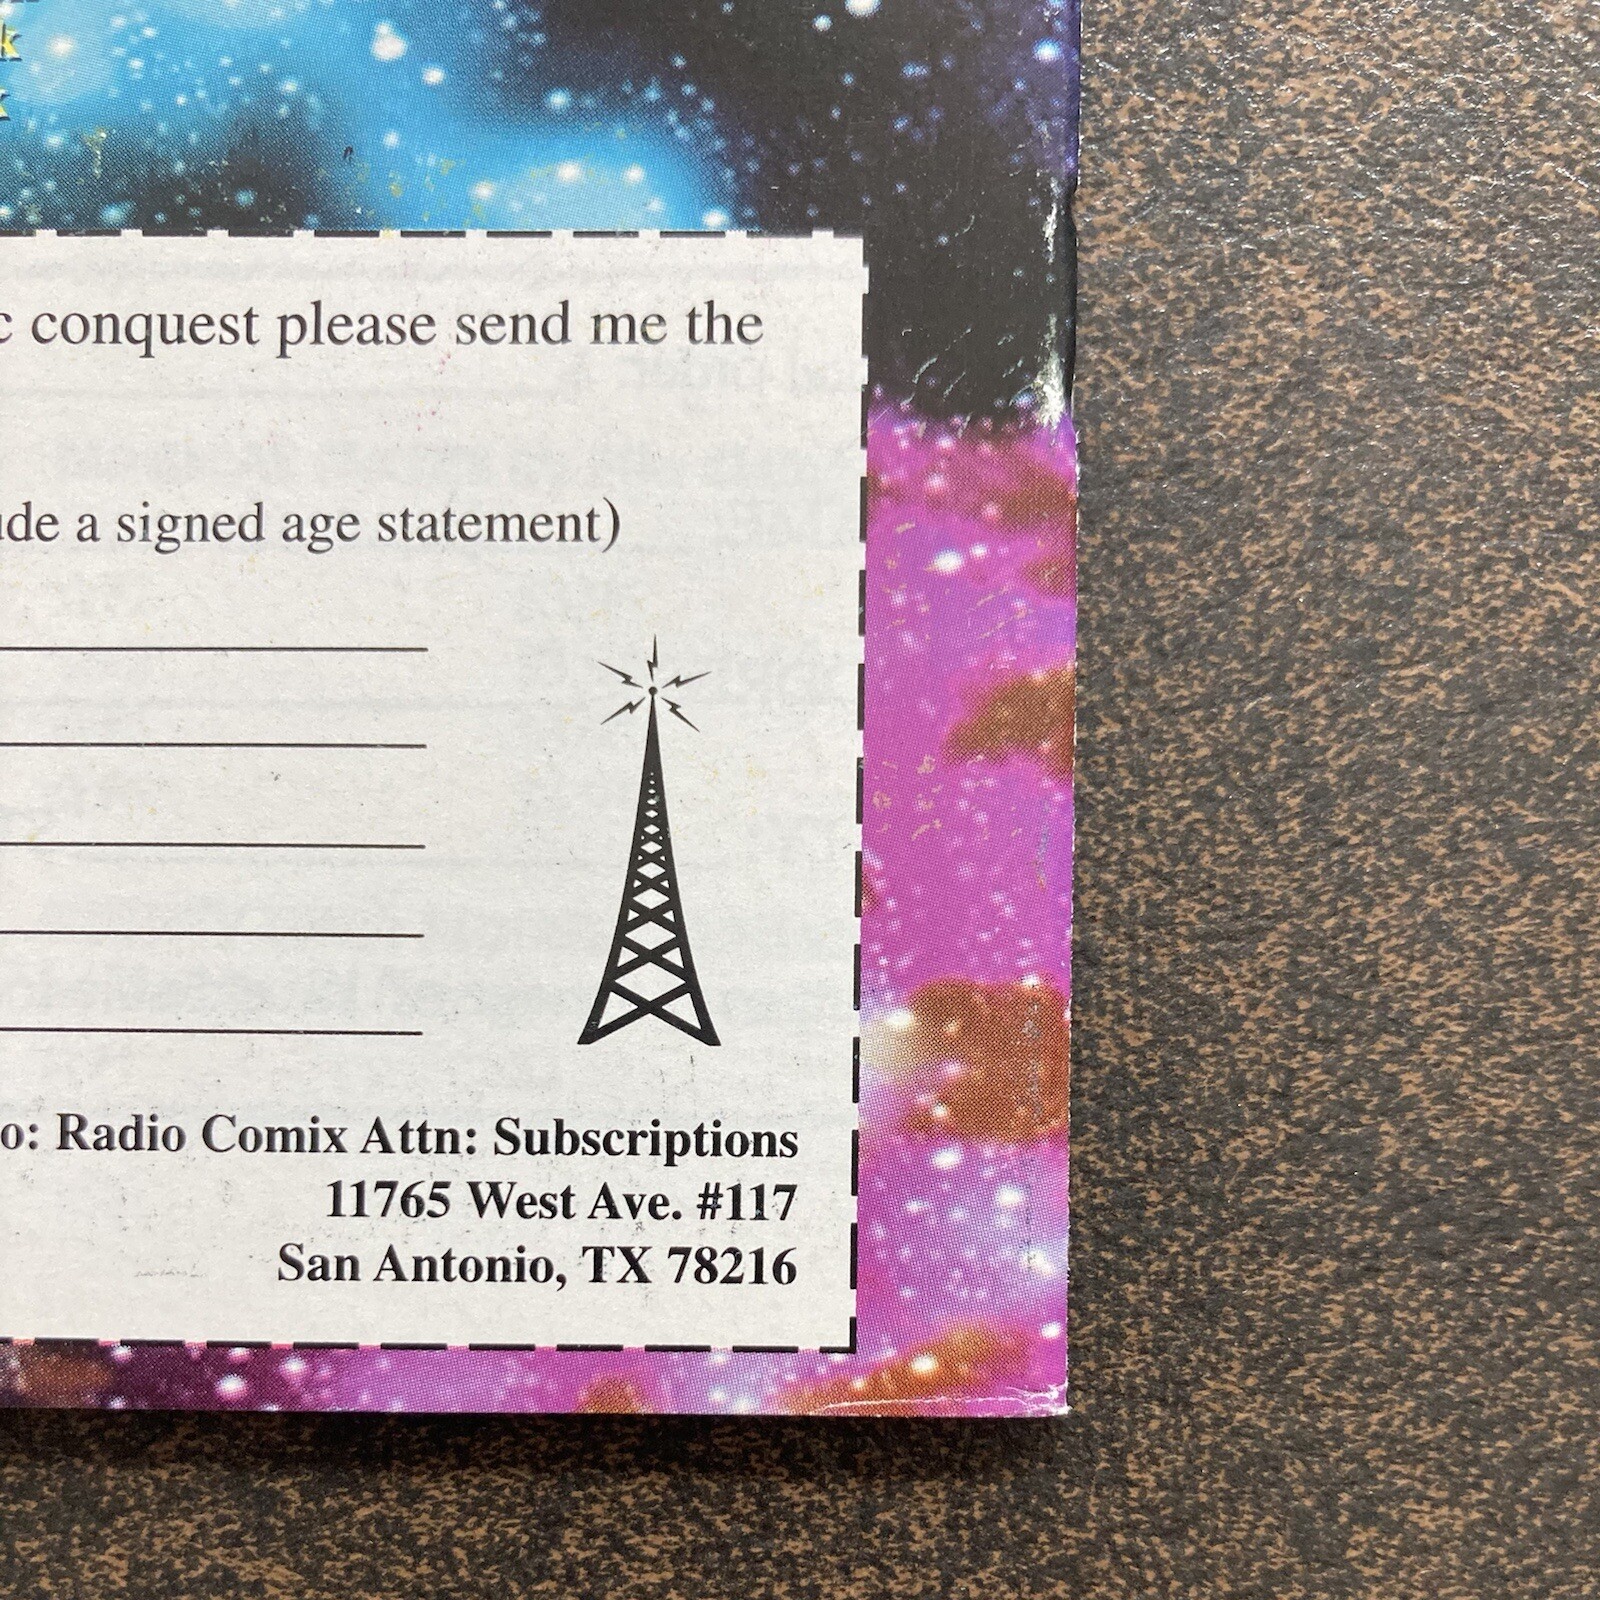 k
k
c conquest please send me the
ude a signed age statement)
o: Radio Comix Attn: Subscriptions
11765 West Ave. #117
San Antonio, TX 78216